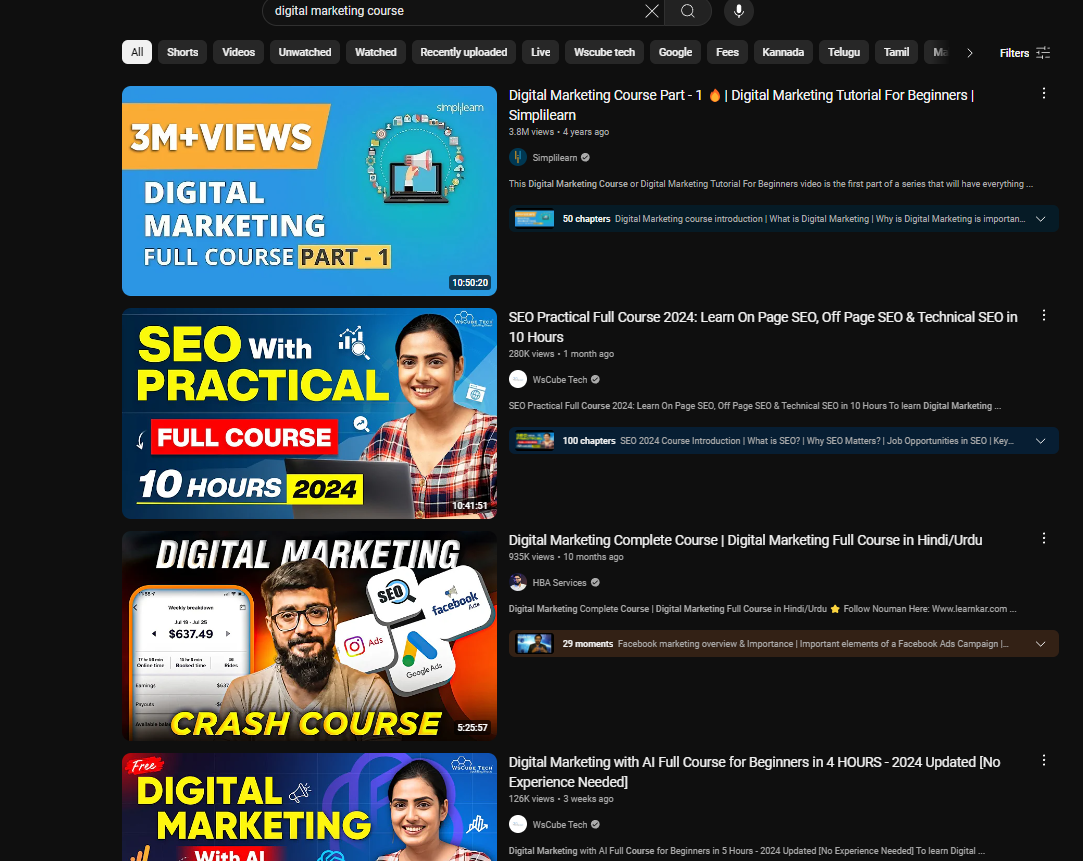 digital marketing course
All Shorts Videos Unwatched Watched Recently uploaded Live Wscube tech Google Fees Kannada Telugu Tamil Ma Filters
simplilearn
3M+VIEWS
DIGITAL
MARKETING
FULL COURSE PART - 1
10:50:20
Digital Marketing Course Part - 1 🔥 | Digital Marketing Tutorial For Beginners |
Simplilearn
3.8M views • 4 years ago
Simplilearn
This Digital Marketing Course or Digital Marketing Tutorial For Beginners video is the first part of a series that will have everything ...
50 chapters Digital Marketing course introduction | What is Digital Marketing | Why is Digital Marketing is importan...
WSCUBE TECH
SEO With
PRACTICAL
FULL COURSE
10 HOURS 2024
10:41:51
SEO Practical Full Course 2024: Learn On Page SEO, Off Page SEO & Technical SEO in
10 Hours
280K views • 1 month ago
WsCube Tech
SEO Practical Full Course 2024: Learn On Page SEO, Off Page SEO & Technical SEO in 10 Hours To learn Digital Marketing ...
100 chapters SEO 2024 Course Introduction | What is SEO? | Why SEO Matters? | Job Opportunities in SEO | Key...
DIGITAL MARKETING
Weekly breakdown
Jul 18 - Jul 25
$637.49
Online time Booked time Rides
Earnings $637
Payouts
Available bala
SEO
facebook
Ads
Ads
Google Ads
CRASH COURSE
5:25:57
Digital Marketing Complete Course | Digital Marketing Full Course in Hindi/Urdu
935K views • 10 months ago
HBA Services
Digital Marketing Complete Course | Digital Marketing Full Course in Hindi/Urdu ⭐ Follow Nouman Here: Www.learnkar.com ...
29 moments Facebook marketing overview & Importance | Important elements of a Facebook Ads Campaign |...
Free
WSCUBE TECH
DIGITAL
MARKETING
With AI
Digital Marketing with AI Full Course for Beginners in 4 HOURS - 2024 Updated [No
Experience Needed]
126K views • 3 weeks ago
WsCube Tech
Digital Marketing with AI Full Course for Beginners in 5 Hours - 2024 Updated [No Experience Needed] To learn Digital ...